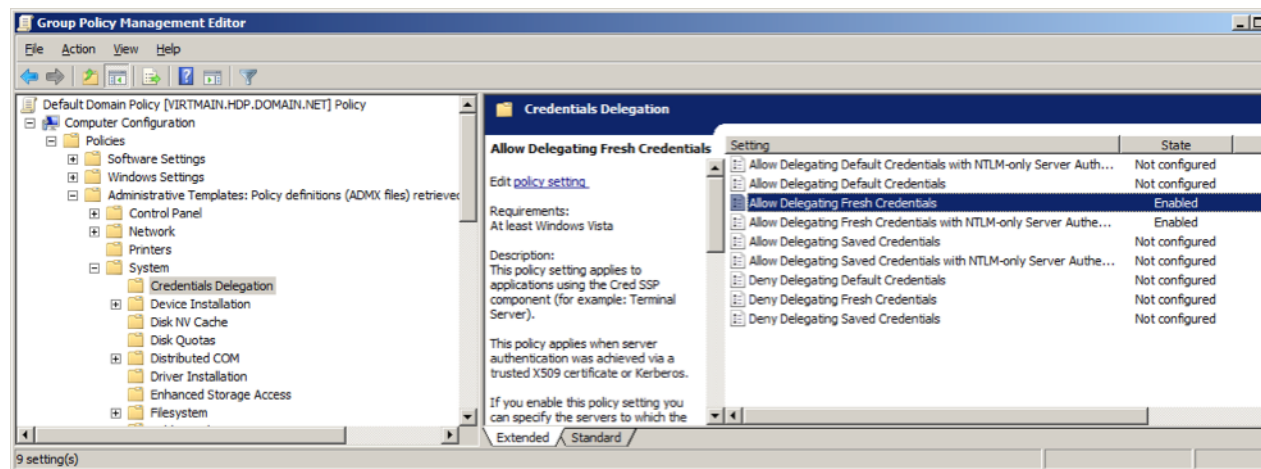 Group Policy Management Editor
File Action View Help
Default Domain Policy [VIRTMAIN.HDP.DOMAIN.NET] Policy
Computer Configuration
Policies
Software Settings
Windows Settings
Administrative Templates: Policy definitions (ADMX files) retrieved
Control Panel
Network
Printers
System
Credentials Delegation
Device Installation
Disk NV Cache
Disk Quotas
Distributed COM
Driver Installation
Enhanced Storage Access
Filesystem
Credentials Delegation
Allow Delegating Fresh Credentials
Edit policy setting
Requirements:
At least Windows Vista
Description:
This policy setting applies to
applications using the Cred SSP
component (for example: Terminal
Server).
This policy applies when server
authentication was achieved via a
trusted X509 certificate or Kerberos.
If you enable this policy setting you
can specify the servers to which the
Setting State
Allow Delegating Default Credentials with NTLM-only Server Auth... Not configured
Allow Delegating Default Credentials Not configured
Allow Delegating Fresh Credentials Enabled
Allow Delegating Fresh Credentials with NTLM-only Server Authe... Enabled
Allow Delegating Saved Credentials Not configured
Allow Delegating Saved Credentials with NTLM-only Server Authe... Not configured
Deny Delegating Default Credentials Not configured
Deny Delegating Fresh Credentials Not configured
Deny Delegating Saved Credentials Not configured
Extended Standard
9 setting(s)